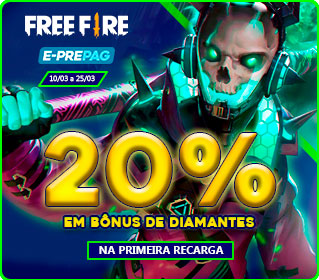 FREE FIRE
E-PREPAG
10/03 a 25/03
20%
EM BÔNUS DE DIAMANTES
NA PRIMEIRA RECARGA